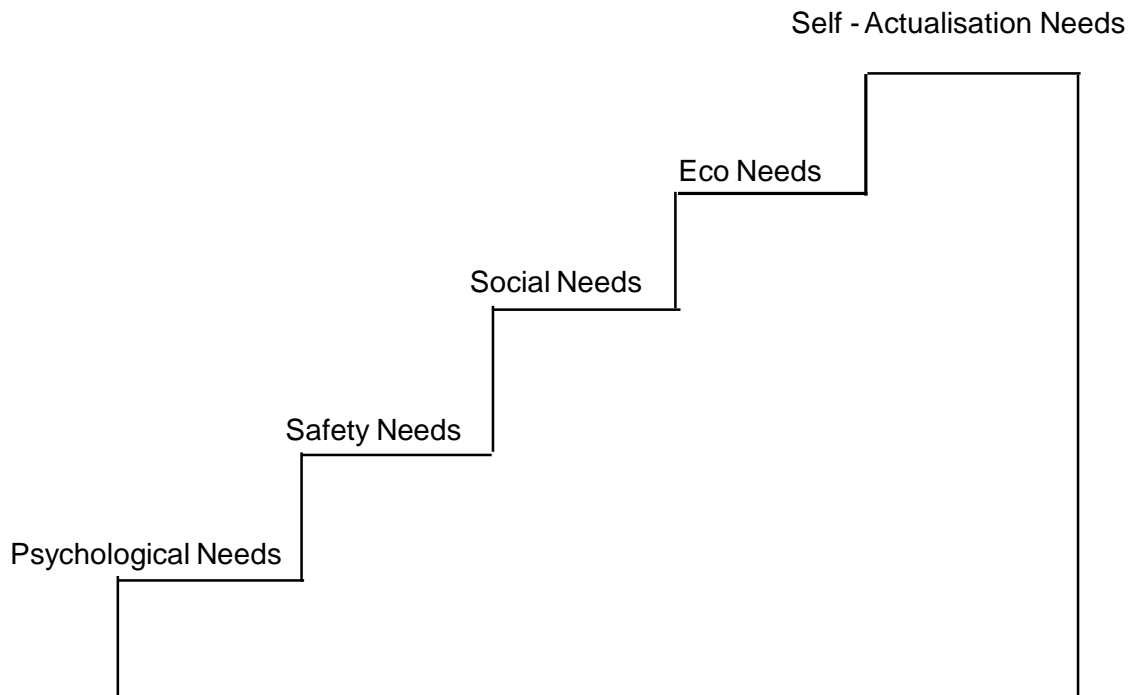 Self - Actualisation Needs
Eco Needs
Social Needs
Safety Needs
Psychological Needs